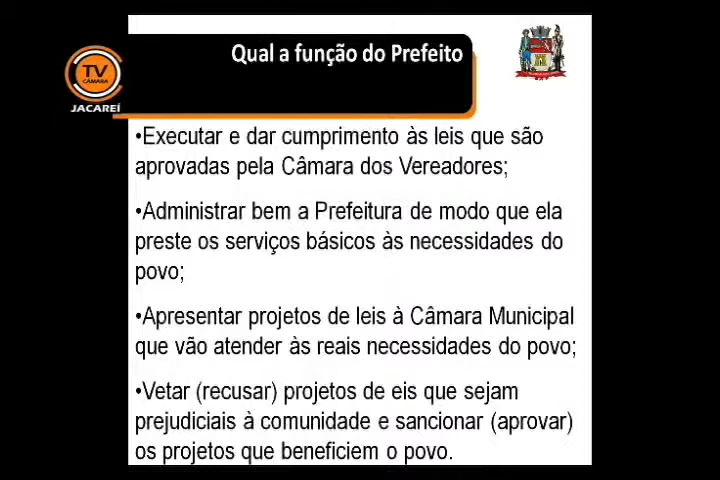 Qual a função do Prefeito
TV
CÂMARA
JACAREÍ
•Executar e dar cumprimento às leis que são
aprovadas pela Câmara dos Vereadores;
•Administrar bem a Prefeitura de modo que ela
preste os serviços básicos às necessidades do
povo;
•Apresentar projetos de leis à Câmara Municipal
que vão atender às reais necessidades do povo;
•Vetar (recusar) projetos de eis que sejam
prejudiciais à comunidade e sancionar (aprovar)
os projetos que beneficiem o povo.